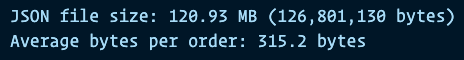 JSON file size: 120.93 MB (126,801,130 bytes)
Average bytes per order: 315.2 bytes